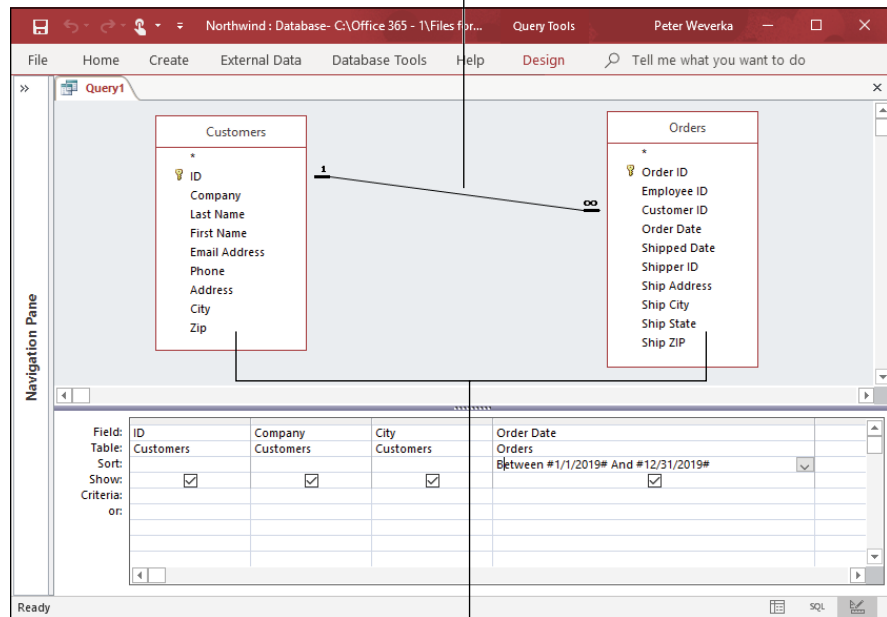 Northwind : Database- C:\Office 365 - 1\Files for... Query Tools Peter Weverka
File Home Create External Data Database Tools Help Design Tell me what you want to do
» Query1
Customers
*
ID
Company
Last Name
First Name
Email Address
Phone
Address
City
Zip
1
∞
Orders
*
Order ID
Employee ID
Customer ID
Order Date
Shipped Date
Shipper ID
Ship Address
Ship City
Ship State
Ship ZIP
Navigation Pane
Field: ID Company City Order Date
Table: Customers Customers Customers Orders
Sort: Between #1/1/2019# And #12/31/2019#
Show:
Criteria:
or:
Ready SQL